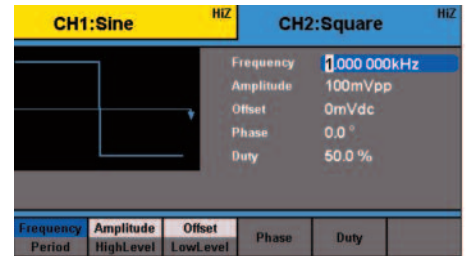 CH1:Sine HiZ CH2:Square HiZ
Frequency 1.000 000kHz
Amplitude 100mVpp
Offset 0mVdc
Phase 0.0 °
Duty 50.0 %
Frequency Amplitude Offset Phase Duty
Period HighLevel LowLevel